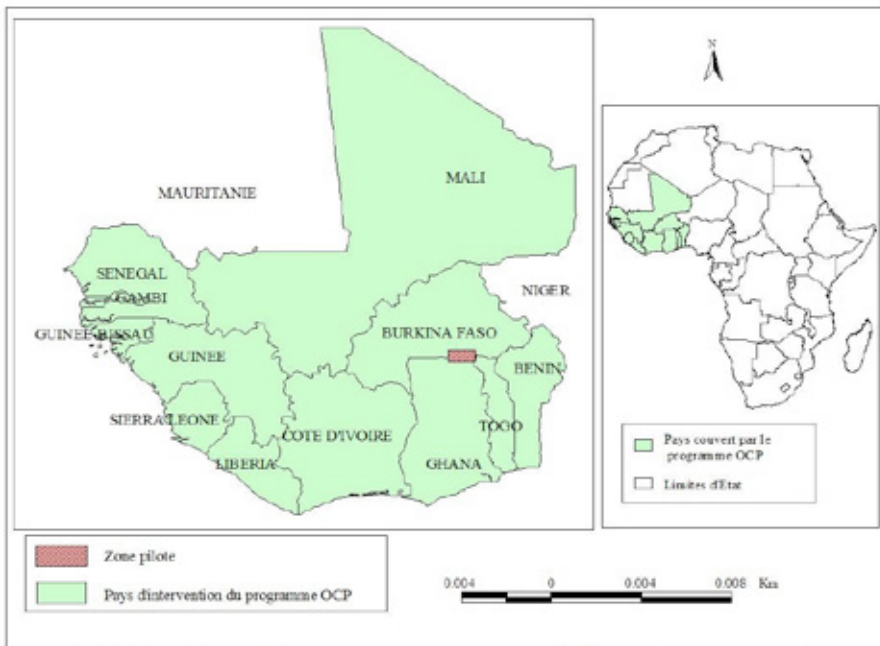 N
MAURITANIE
MALI
SENEGAL
GAMBI
NIGER
GUINEE-BISSAU
BURKINA FASO
GUINEE
BENIN
SIERRA LEONE
COTE D'IVOIRE
TOGO
LIBERIA
GHANA
Pays couvert par le
programme OCP
Limites d'Etat
Zone pilote
Pays d'intervention du programme OCP
0.004 0 0.004 0.008 Km